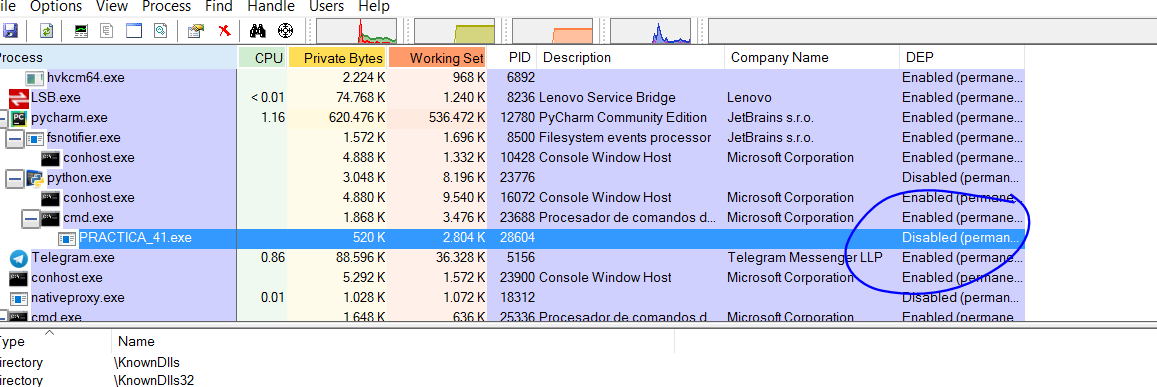 ile Options View Process Find Handle Users Help
Process CPU Private Bytes Working Set PID Description Company Name DEP
hvkcm64.exe 2.224 K 968 K 6892 Enabled (permane...
LSB.exe < 0.01 74.768 K 1.240 K 8236 Lenovo Service Bridge Lenovo Enabled (permane...
pycharm.exe 1.16 620.476 K 536.472 K 12780 PyCharm Community Edition JetBrains s.r.o. Enabled (permane...
fsnotifier.exe 1.572 K 1.696 K 8500 Filesystem events processor JetBrains s.r.o. Enabled (permane...
conhost.exe 4.888 K 1.332 K 10428 Console Window Host Microsoft Corporation Enabled (permane...
python.exe 3.048 K 8.196 K 23776 Disabled (perman...
conhost.exe 4.880 K 9.540 K 16072 Console Window Host Microsoft Corporation Enabled (permane...
cmd.exe 1.868 K 3.476 K 23688 Procesador de comandos d... Microsoft Corporation Enabled (permane...
PRACTICA_41.exe 520 K 2.804 K 28604 Disabled (perman...
Telegram.exe 0.86 88.596 K 36.328 K 5156 Telegram Messenger LLP Enabled (permane...
conhost.exe 5.292 K 1.572 K 23900 Console Window Host Microsoft Corporation Enabled (permane...
nativeproxy.exe 0.01 1.028 K 1.072 K 18312 Disabled (perman...
cmd.exe 1.648 K 636 K 25336 Procesador de comandos d... Microsoft Corporation Enabled (permane...
Type Name
irectory \KnownDlls
irectory \KnownDlls32